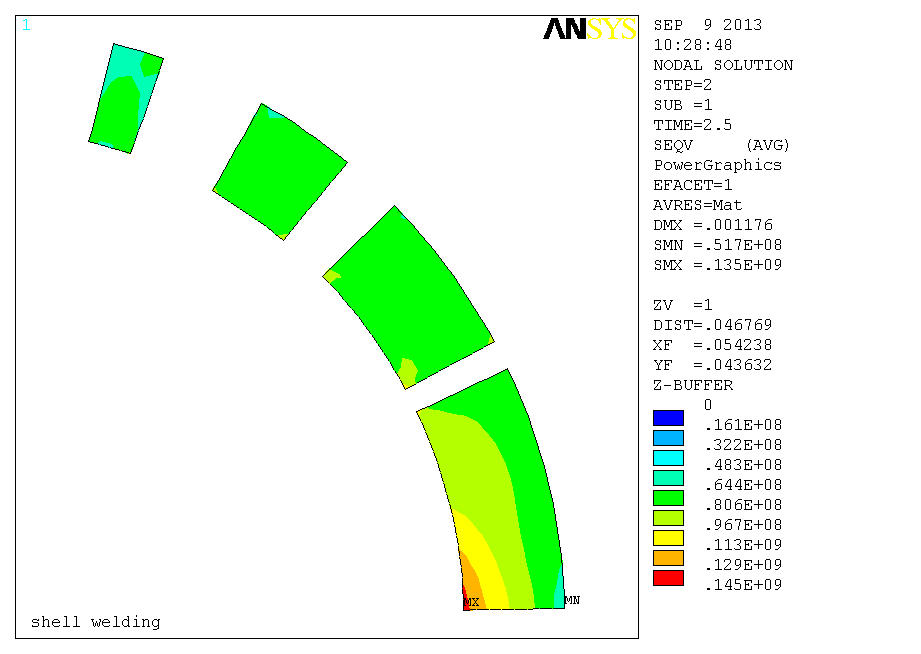 1
ANSYS
SEP 9 2013
10:28:48
NODAL SOLUTION
STEP=2
SUB =1
TIME=2.5
SEQV (AVG)
PowerGraphics
EFACET=1
AVRES=Mat
DMX =.001176
SMN =.517E+08
SMX =.135E+09
ZV =1
DIST=.046769
XF =.054238
YF =.043632
Z-BUFFER
0
.161E+08
.322E+08
.483E+08
.644E+08
.806E+08
.967E+08
.113E+09
.129E+09
.145E+09
MX
MN
shell welding